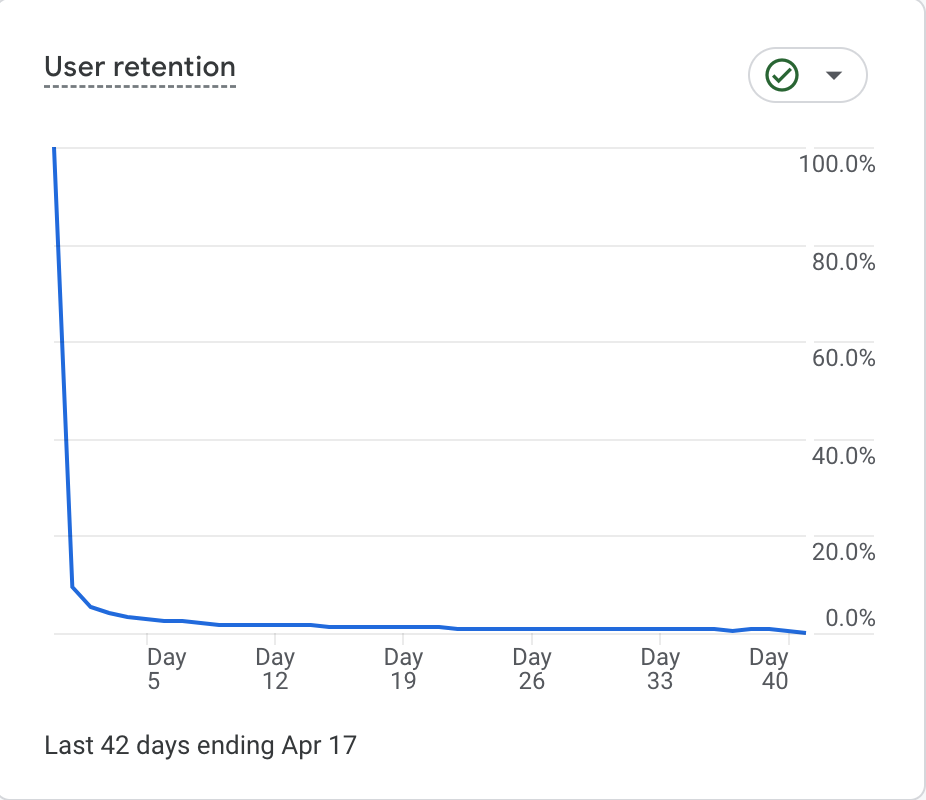 User retention
100.0%
80.0%
60.0%
40.0%
20.0%
0.0%
Day Day Day Day Day Day
5 12 19 26 33 40
Last 42 days ending Apr 17